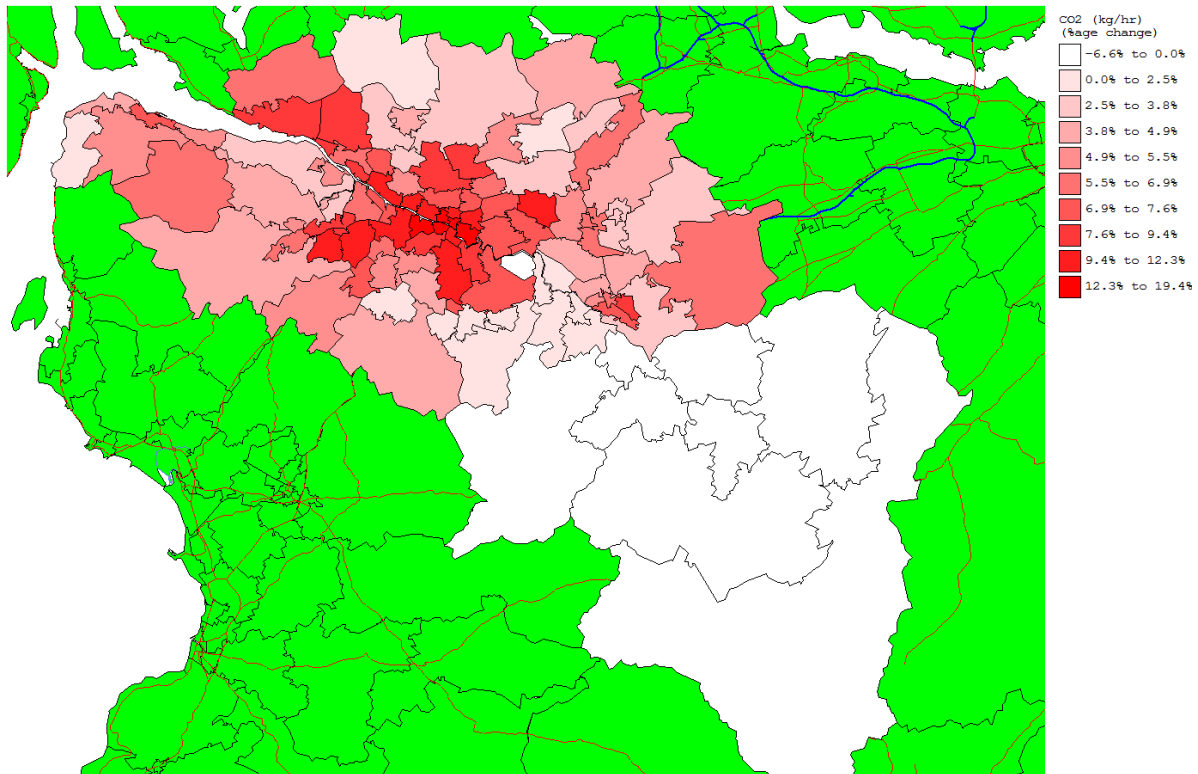 CO2 (kg/hr)
(%age change)
-6.6% to 0.0%
0.0% to 2.5%
2.5% to 3.8%
3.8% to 4.9%
4.9% to 5.5%
5.5% to 6.9%
6.9% to 7.6%
7.6% to 9.4%
9.4% to 12.3%
12.3% to 19.4%